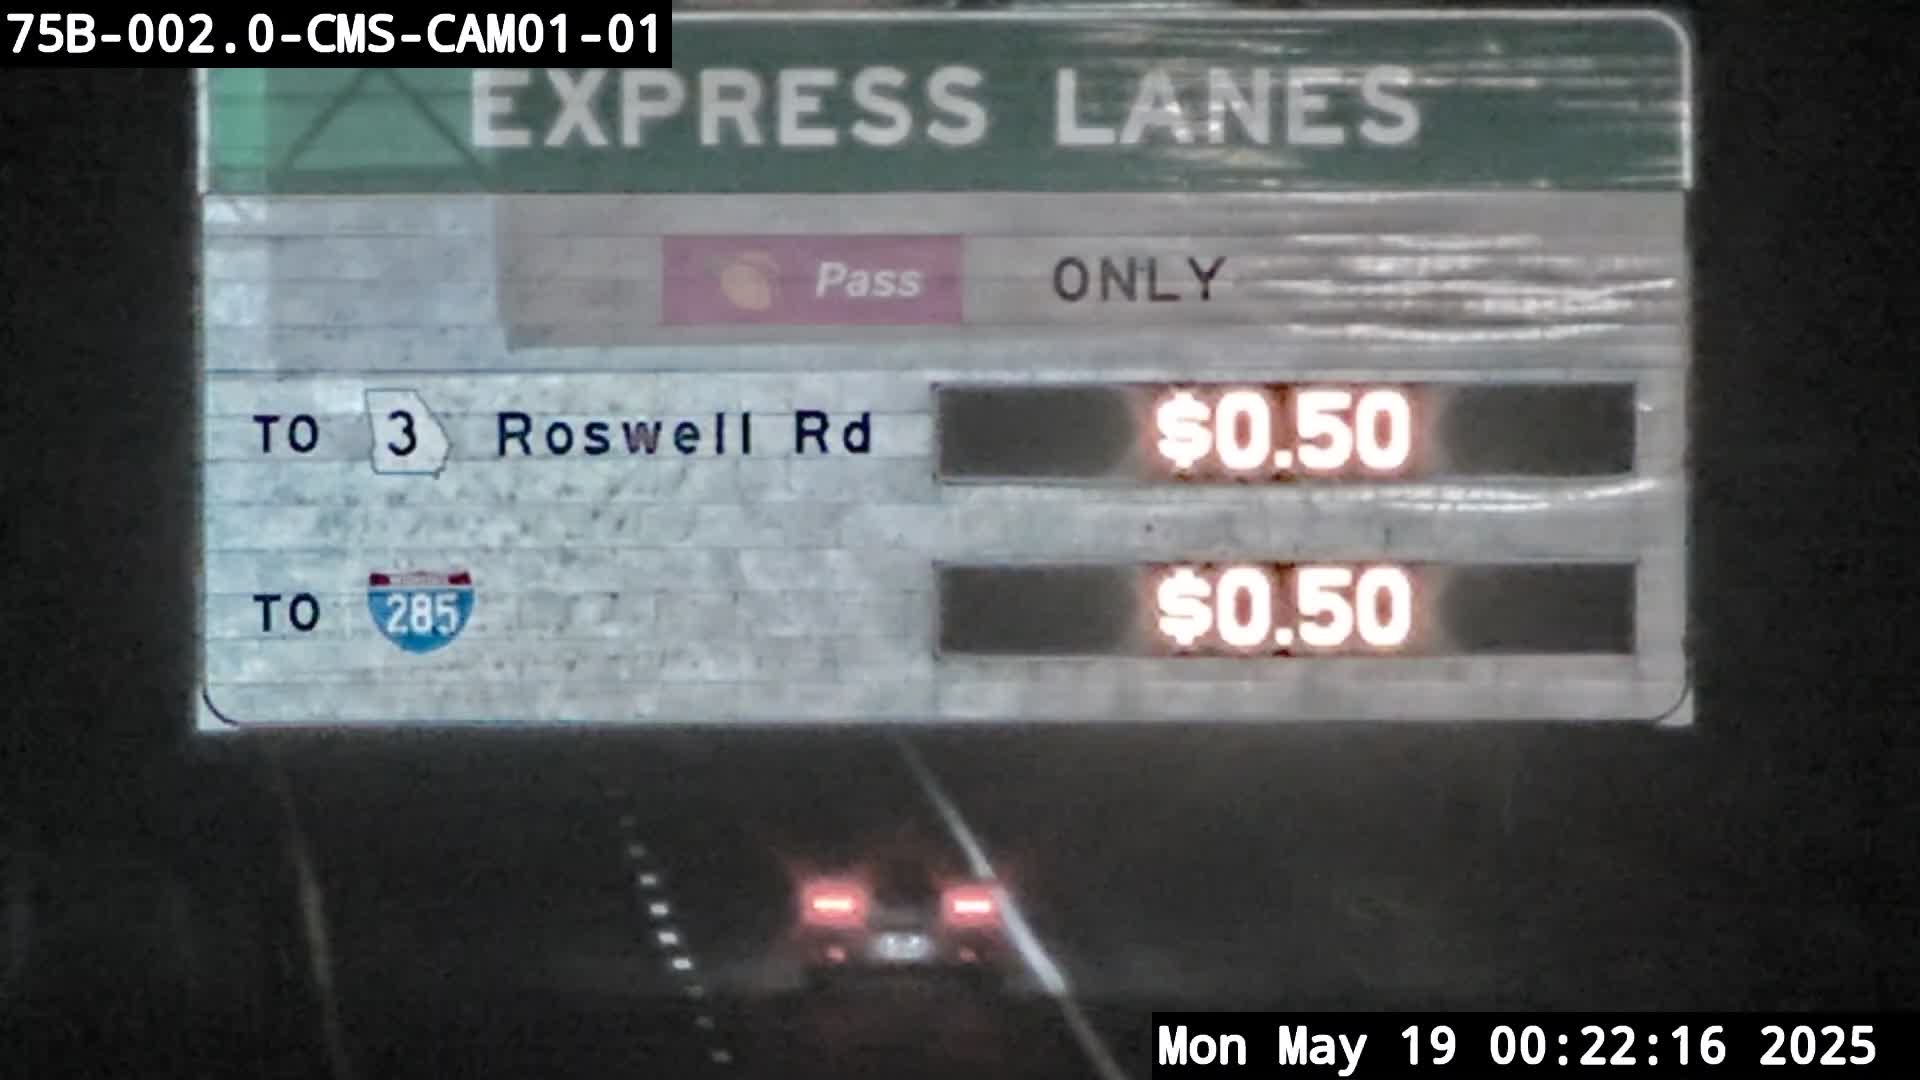 75B-002.0-CMS-CAM01-01
EXPRESS LANES
Pass ONLY
TO 3 Roswell Rd $0.50
TO 285 $0.50
Mon May 19 00:22:16 2025